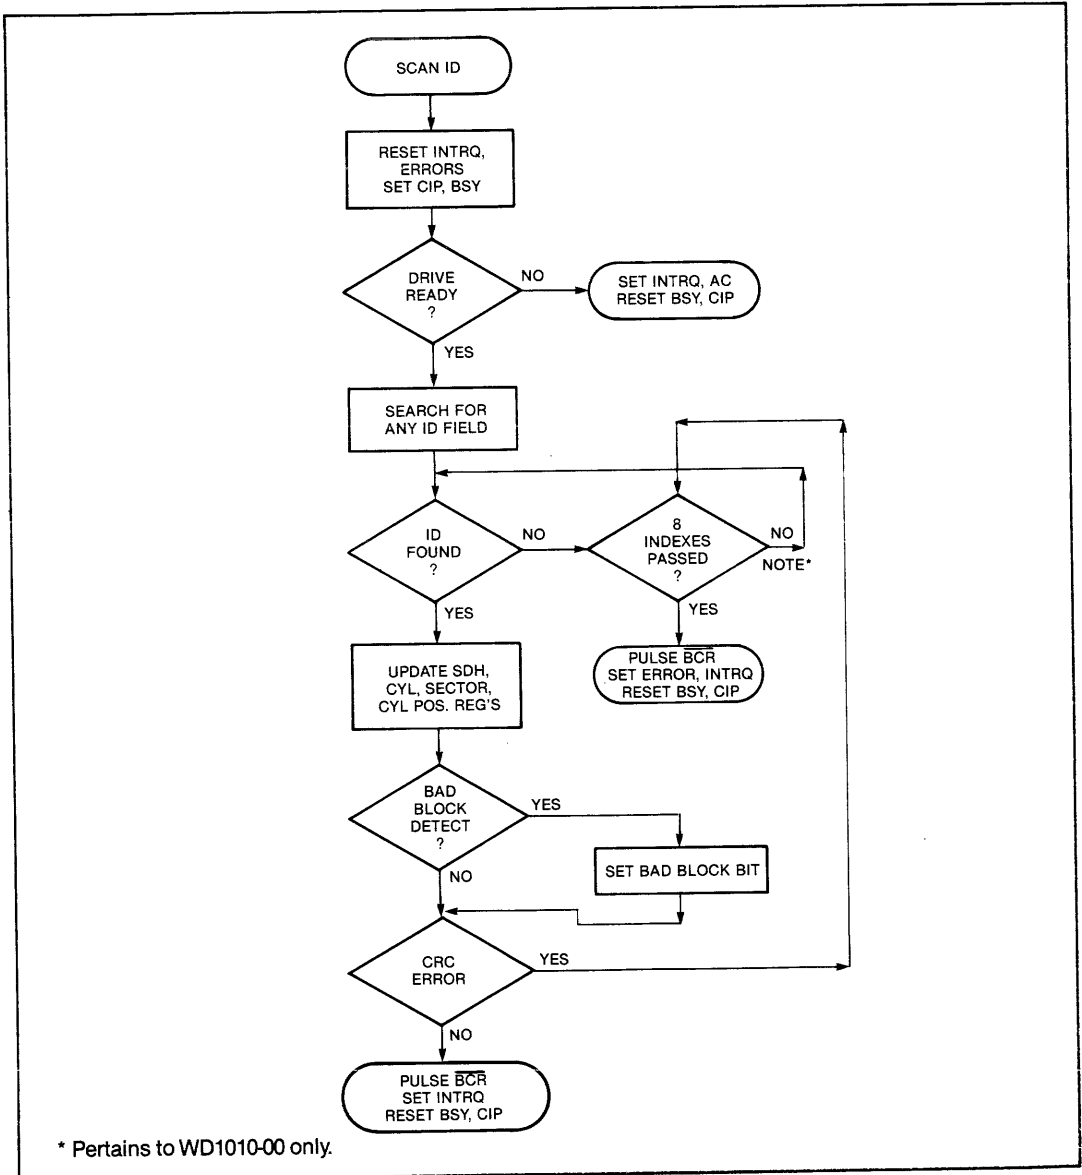 SCAN ID
RESET INTRQ,
ERRORS
SET CIP, BSY
DRIVE
READY
?
NO
SET INTRQ, AC
RESET BSY, CIP
YES
SEARCH FOR
ANY ID FIELD
ID
FOUND
?
NO
8
INDEXES
PASSED
?
NO
NOTE*
YES
YES
PULSE B̅C̅R̅
SET ERROR, INTRQ
RESET BSY, CIP
UPDATE SDH,
CYL, SECTOR,
CYL POS. REG'S
BAD
BLOCK
DETECT
?
YES
SET BAD BLOCK BIT
NO
CRC
ERROR
YES
NO
PULSE B̅C̅R̅
SET INTRQ
RESET BSY, CIP
* Pertains to WD1010-00 only.